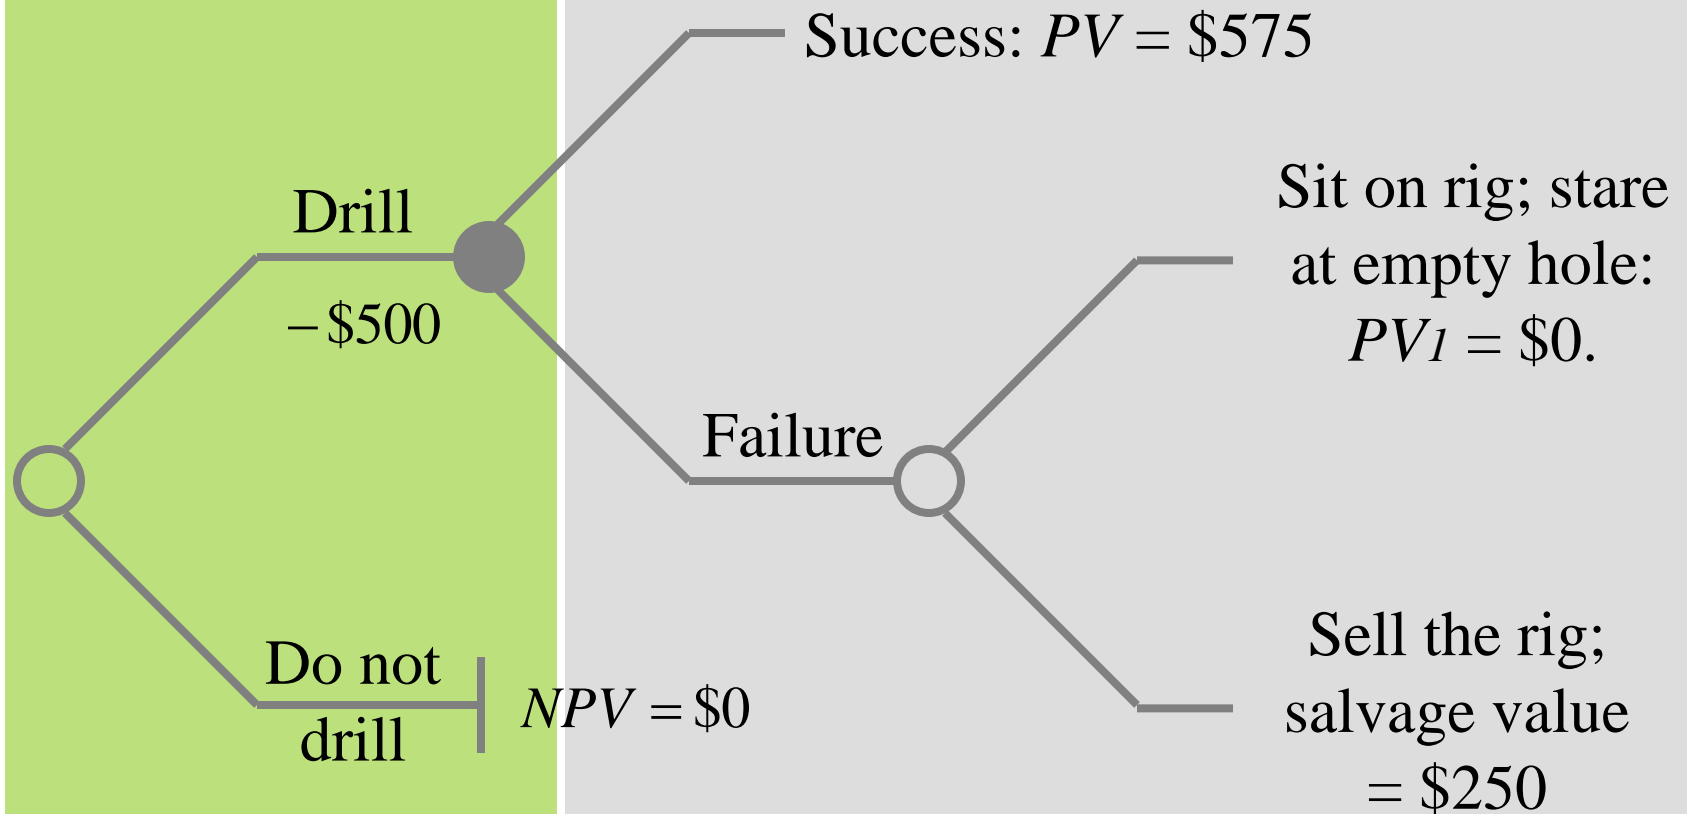 Success: PV = $575
Drill
– $500
Sit on rig; stare
at empty hole:
PV1 = $0.
Failure
Do not
drill
NPV = $0
Sell the rig;
salvage value
= $250